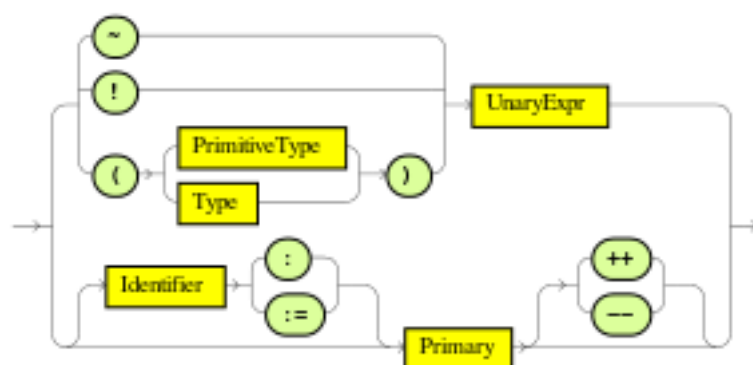 ~
!
UnaryExpr
PrimitiveType
( )
Type
:
++
Identifier
:=
--
Primary